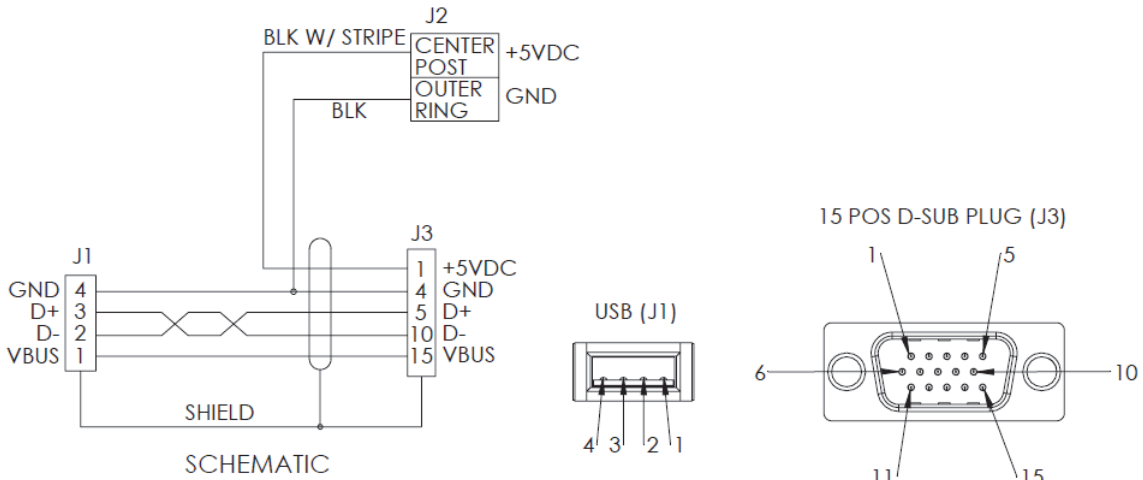 J2
BLK W/ STRIPE
CENTER POST
+5VDC
OUTER RING
GND
BLK
J1
GND 4
D+ 3
D- 2
VBUS 1
J3
1 +5VDC
4 GND
5 D+
10 D-
15 VBUS
SHIELD
SCHEMATIC
USB (J1)
4 3 2 1
15 POS D-SUB PLUG (J3)
1 5
6 10
11 15